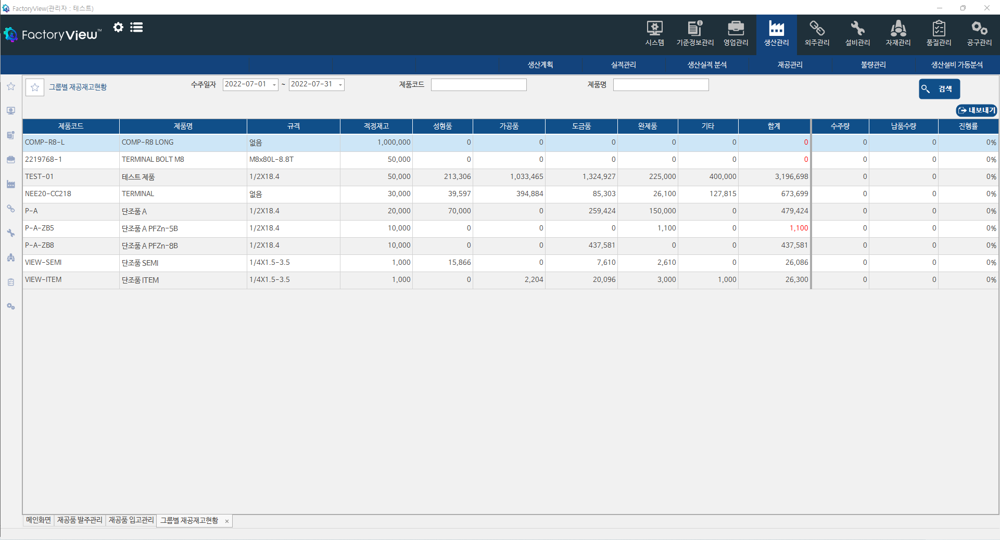 FactoryView(관리자 : 테스트)
FactoryView™
시스템 기준정보관리 영업관리 생산관리 외주관리 설비관리 자재관리 품질관리 공구관리
생산계획 실적관리 생산실적 분석 재공관리 불량관리 생산설비 가동분석
그룹별 재공재고현황 수주일자 2022-07-01 ~ 2022-07-31 제품코드 제품명 검색
내보내기
제품코드 제품명 규격 적정재고 성형품 가공품 도금품 완제품 기타 합계 수주량 납품수량 진행률
COMP-R8-L COMP-R8 LONG 없음 1,000,000 0 0 0 0 0 0 0 0 0%
2219768-1 TERMINAL BOLT M8 M8x80L-8.8T 50,000 0 0 0 0 0 0 0 0 0%
TEST-01 테스트 제품 1/2X18.4 50,000 213,306 1,033,465 1,324,927 225,000 400,000 3,196,698 0 0 0%
NEE20-CC218 TERMINAL 없음 30,000 39,597 394,884 85,303 26,100 127,815 673,699 0 0 0%
P-A 단조품 A 1/2X18.4 20,000 70,000 0 259,424 150,000 0 479,424 0 0 0%
P-A-ZB5 단조품 A PFZn-5B 1/2X18.4 10,000 0 0 0 1,100 0 1,100 0 0 0%
P-A-ZB8 단조품 A PFZn-8B 1/2X18.4 10,000 0 0 437,581 0 0 437,581 0 0 0%
VIEW-SEMI 단조품 SEMI 1/4X1.5-3.5 1,000 15,866 0 7,610 2,610 0 26,086 0 0 0%
VIEW-ITEM 단조품 ITEM 1/4X1.5-3.5 1,000 0 2,204 20,096 3,000 1,000 26,300 0 0 0%
메인화면 재공품 발주관리 재공품 입고관리 그룹별 재공재고현황 ×